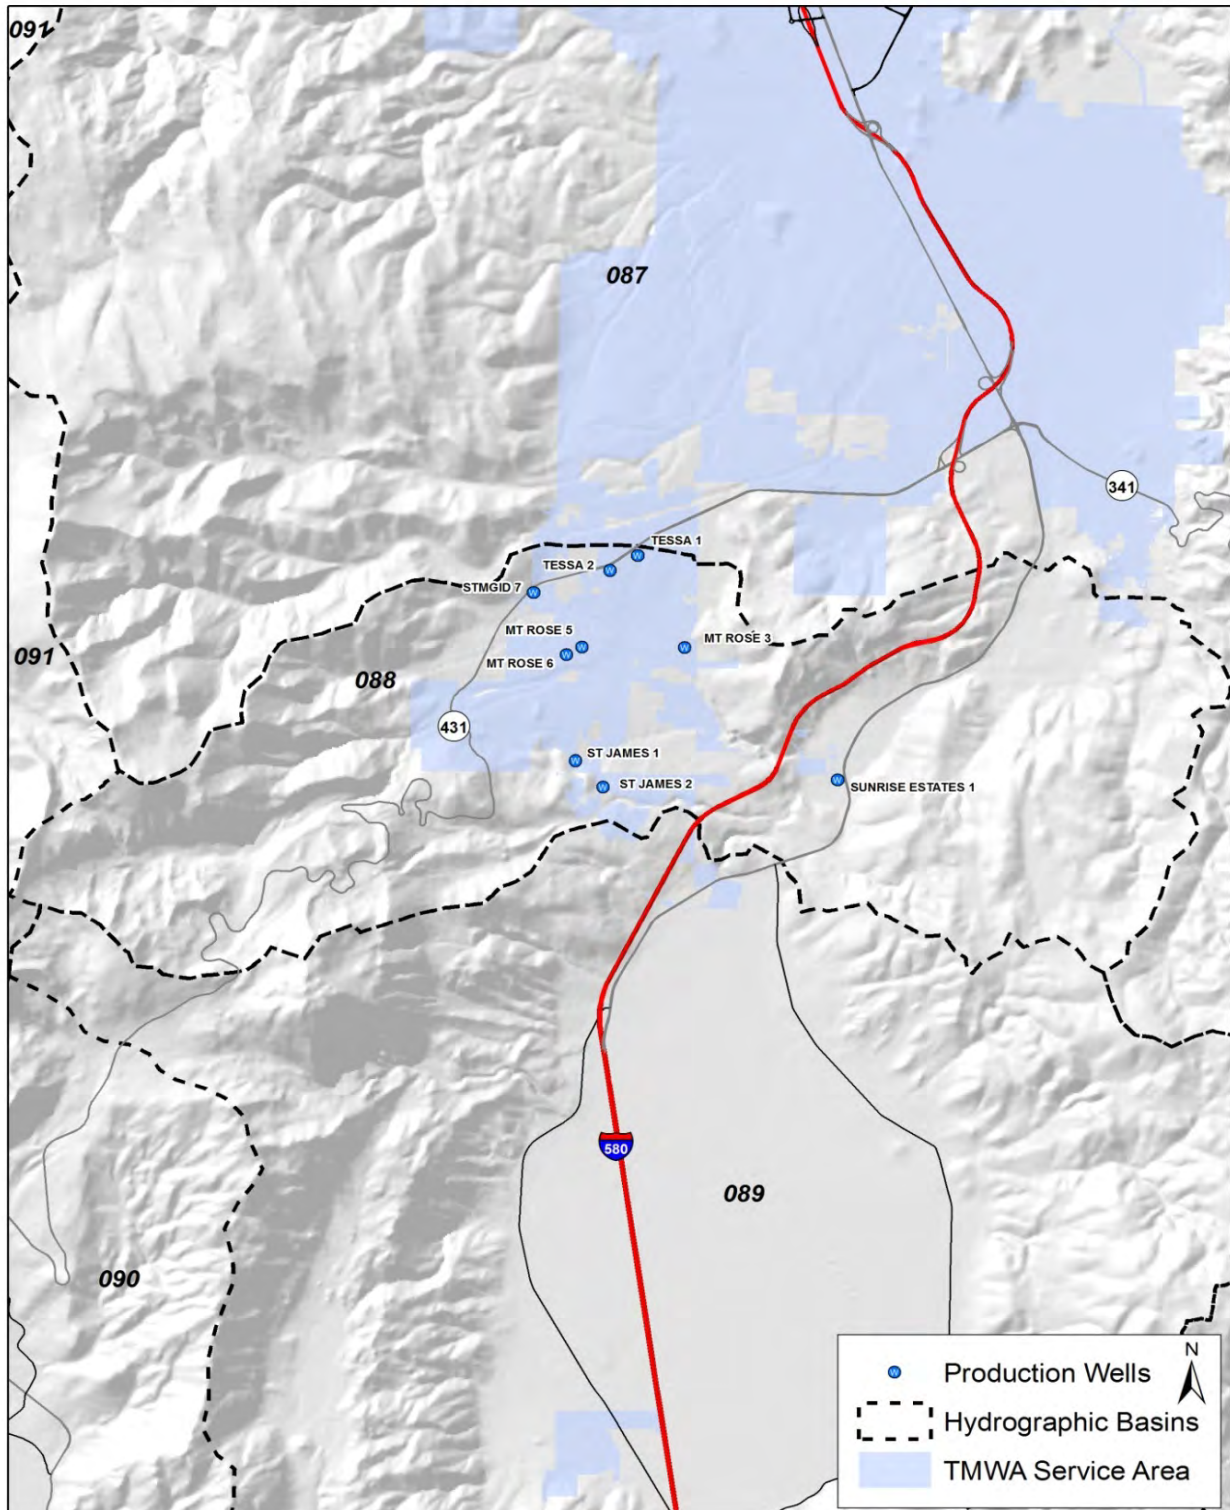 091
087
341
TESSA 1
TESSA 2
STMGID 7
MT ROSE 5
MT ROSE 3
MT ROSE 6
091
088
431
ST JAMES 1
ST JAMES 2
SUNRISE ESTATES 1
580
089
090
N
W Production Wells
Hydrographic Basins
TMWA Service Area